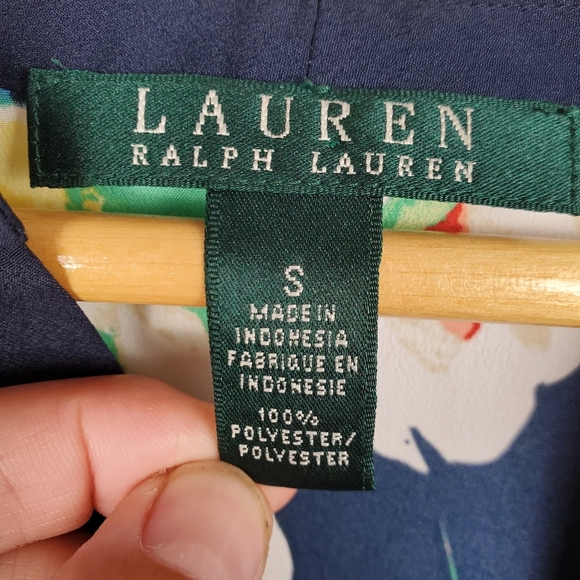 LAUREN
RALPH LAUREN
S
MADE IN
INDONESIA
FABRIQUE EN
INDONESIE
100%
POLYESTER/
POLYESTER